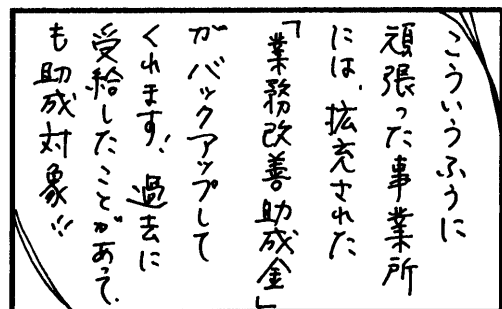 こういうふうに
頑張った事業所
には、拡充された
「業務改善助成金」
がバックアップして
くれます！過去に
受給したことがあって、
も助成対象！！